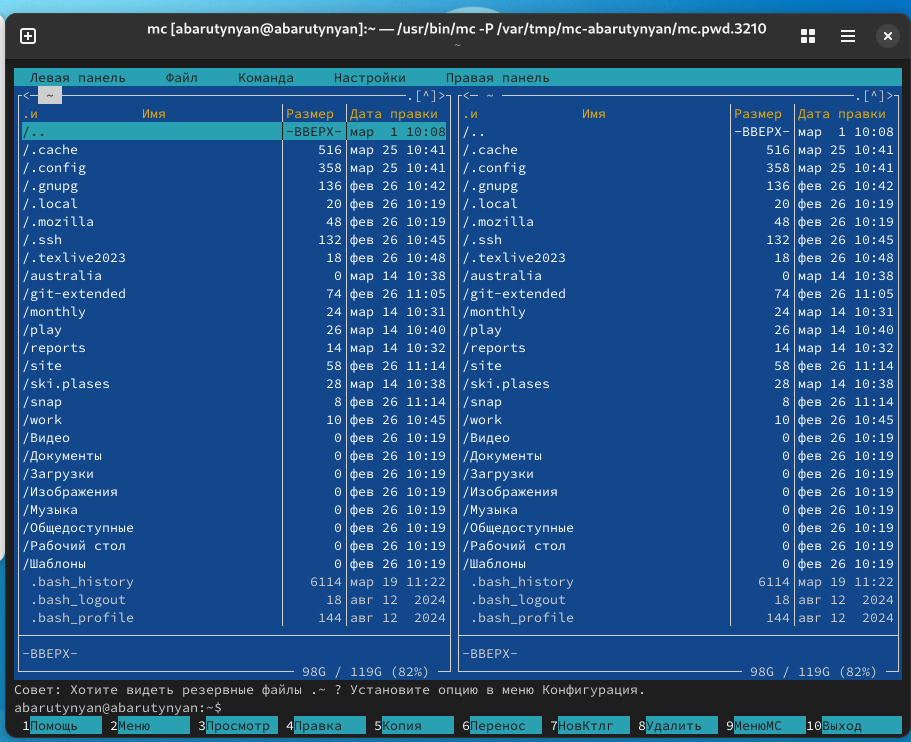 mc [abarutynyan@abarutynyan]:~ — /usr/bin/mc -P /var/tmp/mc-abarutynyan/mc.pwd.3210
~
Левая панель Файл Команда Настройки Правая панель
<─ ~ .[^]> <─ ~ .[^]>
.и Имя Размер Дата правки .и Имя Размер Дата правки
/.. -ВВЕРХ- мар 1 10:08 /.. -ВВЕРХ- мар 1 10:08
/.cache 516 мар 25 10:41 /.cache 516 мар 25 10:41
/.config 358 мар 25 10:41 /.config 358 мар 25 10:41
/.gnupg 136 фев 26 10:42 /.gnupg 136 фев 26 10:42
/.local 20 фев 26 10:19 /.local 20 фев 26 10:19
/.mozilla 48 фев 26 10:19 /.mozilla 48 фев 26 10:19
/.ssh 132 фев 26 10:45 /.ssh 132 фев 26 10:45
/.texlive2023 18 фев 26 10:48 /.texlive2023 18 фев 26 10:48
/australia 0 мар 14 10:38 /australia 0 мар 14 10:38
/git-extended 74 фев 26 11:05 /git-extended 74 фев 26 11:05
/monthly 24 мар 14 10:31 /monthly 24 мар 14 10:31
/play 26 мар 14 10:40 /play 26 мар 14 10:40
/reports 14 мар 14 10:32 /reports 14 мар 14 10:32
/site 58 фев 26 11:14 /site 58 фев 26 11:14
/ski.plases 28 мар 14 10:38 /ski.plases 28 мар 14 10:38
/snap 8 фев 26 11:14 /snap 8 фев 26 11:14
/work 10 фев 26 10:45 /work 10 фев 26 10:45
/Видео 0 фев 26 10:19 /Видео 0 фев 26 10:19
/Документы 0 фев 26 10:19 /Документы 0 фев 26 10:19
/Загрузки 0 фев 26 10:19 /Загрузки 0 фев 26 10:19
/Изображения 0 фев 26 10:19 /Изображения 0 фев 26 10:19
/Музыка 0 фев 26 10:19 /Музыка 0 фев 26 10:19
/Общедоступные 0 фев 26 10:19 /Общедоступные 0 фев 26 10:19
/Рабочий стол 0 фев 26 10:19 /Рабочий стол 0 фев 26 10:19
/Шаблоны 0 фев 26 10:19 /Шаблоны 0 фев 26 10:19
.bash_history 6114 мар 19 11:22 .bash_history 6114 мар 19 11:22
.bash_logout 18 авг 12 2024 .bash_logout 18 авг 12 2024
.bash_profile 144 авг 12 2024 .bash_profile 144 авг 12 2024
-ВВЕРХ- -ВВЕРХ-
98G / 119G (82%) 98G / 119G (82%)
Совет: Хотите видеть резервные файлы .~ ? Установите опцию в меню Конфигурация.
abarutynyan@abarutynyan:~$
1Помощь 2Меню 3Просмотр 4Правка 5Копия 6Перенос 7НовКтлг 8Удалить 9МенюМС 10Выход